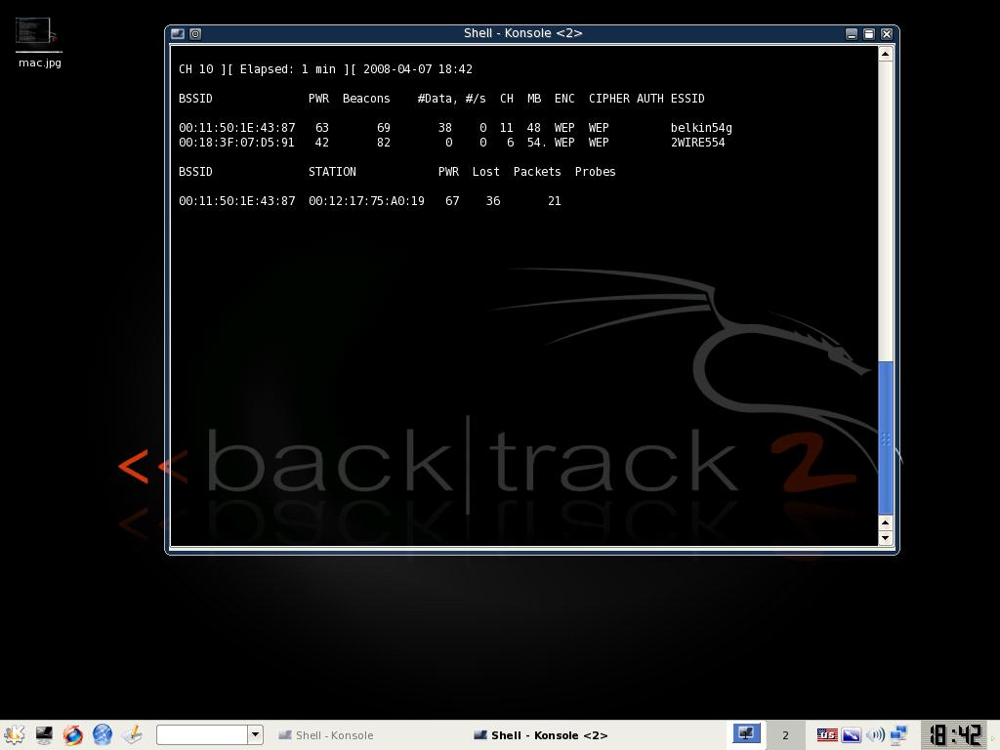 mac.jpg
Shell - Konsole <2>
CH 10 ][ Elapsed: 1 min ][ 2008-04-07 18:42
BSSID PWR Beacons #Data, #/s CH MB ENC CIPHER AUTH ESSID
00:11:50:1E:43:87 63 69 38 0 11 48 WEP WEP belkin54g
00:18:3F:07:D5:91 42 82 0 0 6 54. WEP WEP 2WIRE554
BSSID STATION PWR Lost Packets Probes
00:11:50:1E:43:87 00:12:17:75:A0:19 67 36 21
<< back|track 2
Shell - Konsole
Shell - Konsole <2>
2
US
18:42